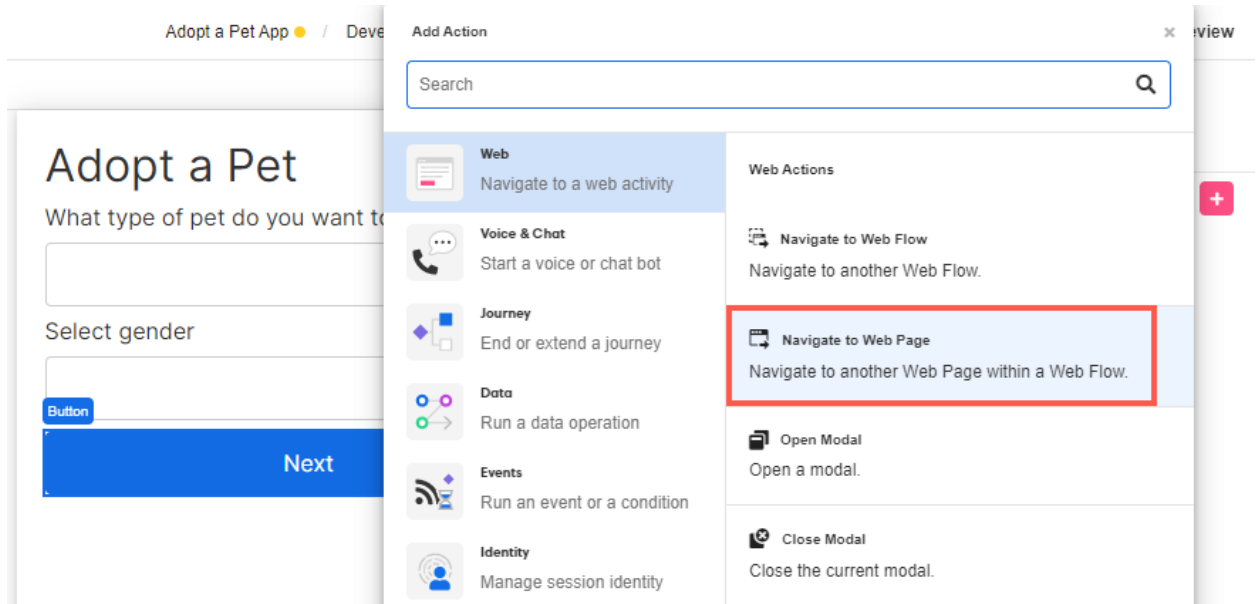 Adopt a Pet App / Deve
Add Action
×
eview
Search
Adopt a Pet
What type of pet do you want to
Select gender
Button
Next
Web
Navigate to a web activity
Voice & Chat
Start a voice or chat bot
Journey
End or extend a journey
Data
Run a data operation
Events
Run an event or a condition
Identity
Manage session identity
Web Actions
Navigate to Web Flow
Navigate to another Web Flow.
Navigate to Web Page
Navigate to another Web Page within a Web Flow.
Open Modal
Open a modal.
Close Modal
Close the current modal.
+